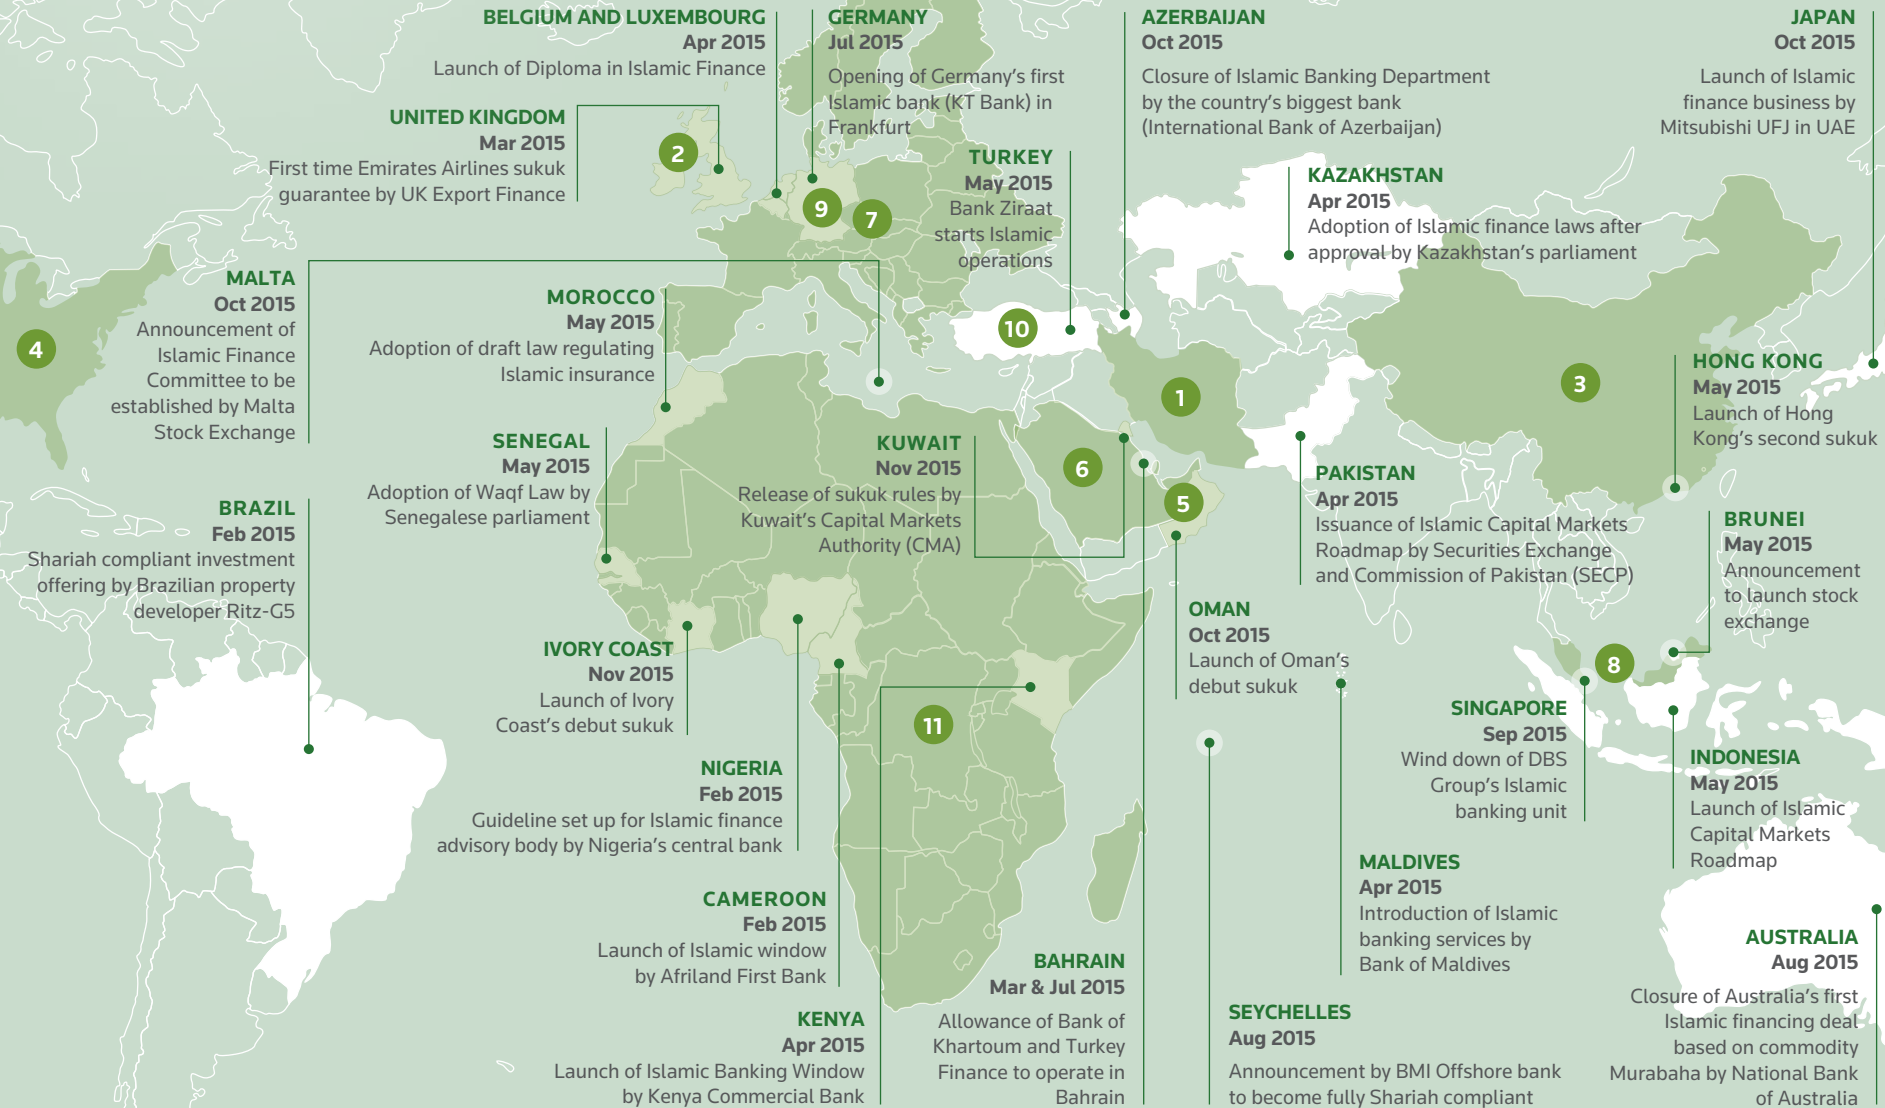 BELGIUM AND LUXEMBOURG
Apr 2015
Launch of Diploma in Islamic Finance
GERMANY
Jul 2015
Opening of Germany's first
Islamic bank (KT Bank) in
Frankfurt
AZERBAIJAN
Oct 2015
Closure of Islamic Banking Department
by the country's biggest bank
(International Bank of Azerbaijan)
JAPAN
Oct 2015
Launch of Islamic
finance business by
Mitsubishi UFJ in UAE
UNITED KINGDOM
Mar 2015
First time Emirates Airlines sukuk
guarantee by UK Export Finance
2
9
7
TURKEY
May 2015
Bank Ziraat
starts Islamic
operations
KAZAKHSTAN
Apr 2015
Adoption of Islamic finance laws after
approval by Kazakhstan's parliament
MALTA
Oct 2015
Announcement of
Islamic Finance
Committee to be
established by Malta
Stock Exchange
4
MOROCCO
May 2015
Adoption of draft law regulating
Islamic insurance
10
1
3
HONG KONG
May 2015
Launch of Hong
Kong's second sukuk
SENEGAL
May 2015
Adoption of Waqf Law by
Senegalese parliament
KUWAIT
Nov 2015
Release of sukuk rules by
Kuwait's Capital Markets
Authority (CMA)
6
5
PAKISTAN
Apr 2015
Issuance of Islamic Capital Markets
Roadmap by Securities Exchange
and Commission of Pakistan (SECP)
BRUNEI
May 2015
Announcement
to launch stock
exchange
BRAZIL
Feb 2015
Shariah compliant investment
offering by Brazilian property
developer Ritz-G5
IVORY COAST
Nov 2015
Launch of Ivory
Coast's debut sukuk
OMAN
Oct 2015
Launch of Oman's
debut sukuk
8
11
SINGAPORE
Sep 2015
Wind down of DBS
Group's Islamic
banking unit
INDONESIA
May 2015
Launch of Islamic
Capital Markets
Roadmap
NIGERIA
Feb 2015
Guideline set up for Islamic finance
advisory body by Nigeria's central bank
MALDIVES
Apr 2015
Introduction of Islamic
banking services by
Bank of Maldives
CAMEROON
Feb 2015
Launch of Islamic window
by Afriland First Bank
BAHRAIN
Mar & Jul 2015
Allowance of Bank of
Khartoum and Turkey
Finance to operate in
Bahrain
AUSTRALIA
Aug 2015
Closure of Australia's first
Islamic financing deal
based on commodity
Murabaha by National Bank
of Australia
KENYA
Apr 2015
Launch of Islamic Banking Window
by Kenya Commercial Bank
SEYCHELLES
Aug 2015
Announcement by BMI Offshore bank
to become fully Shariah compliant